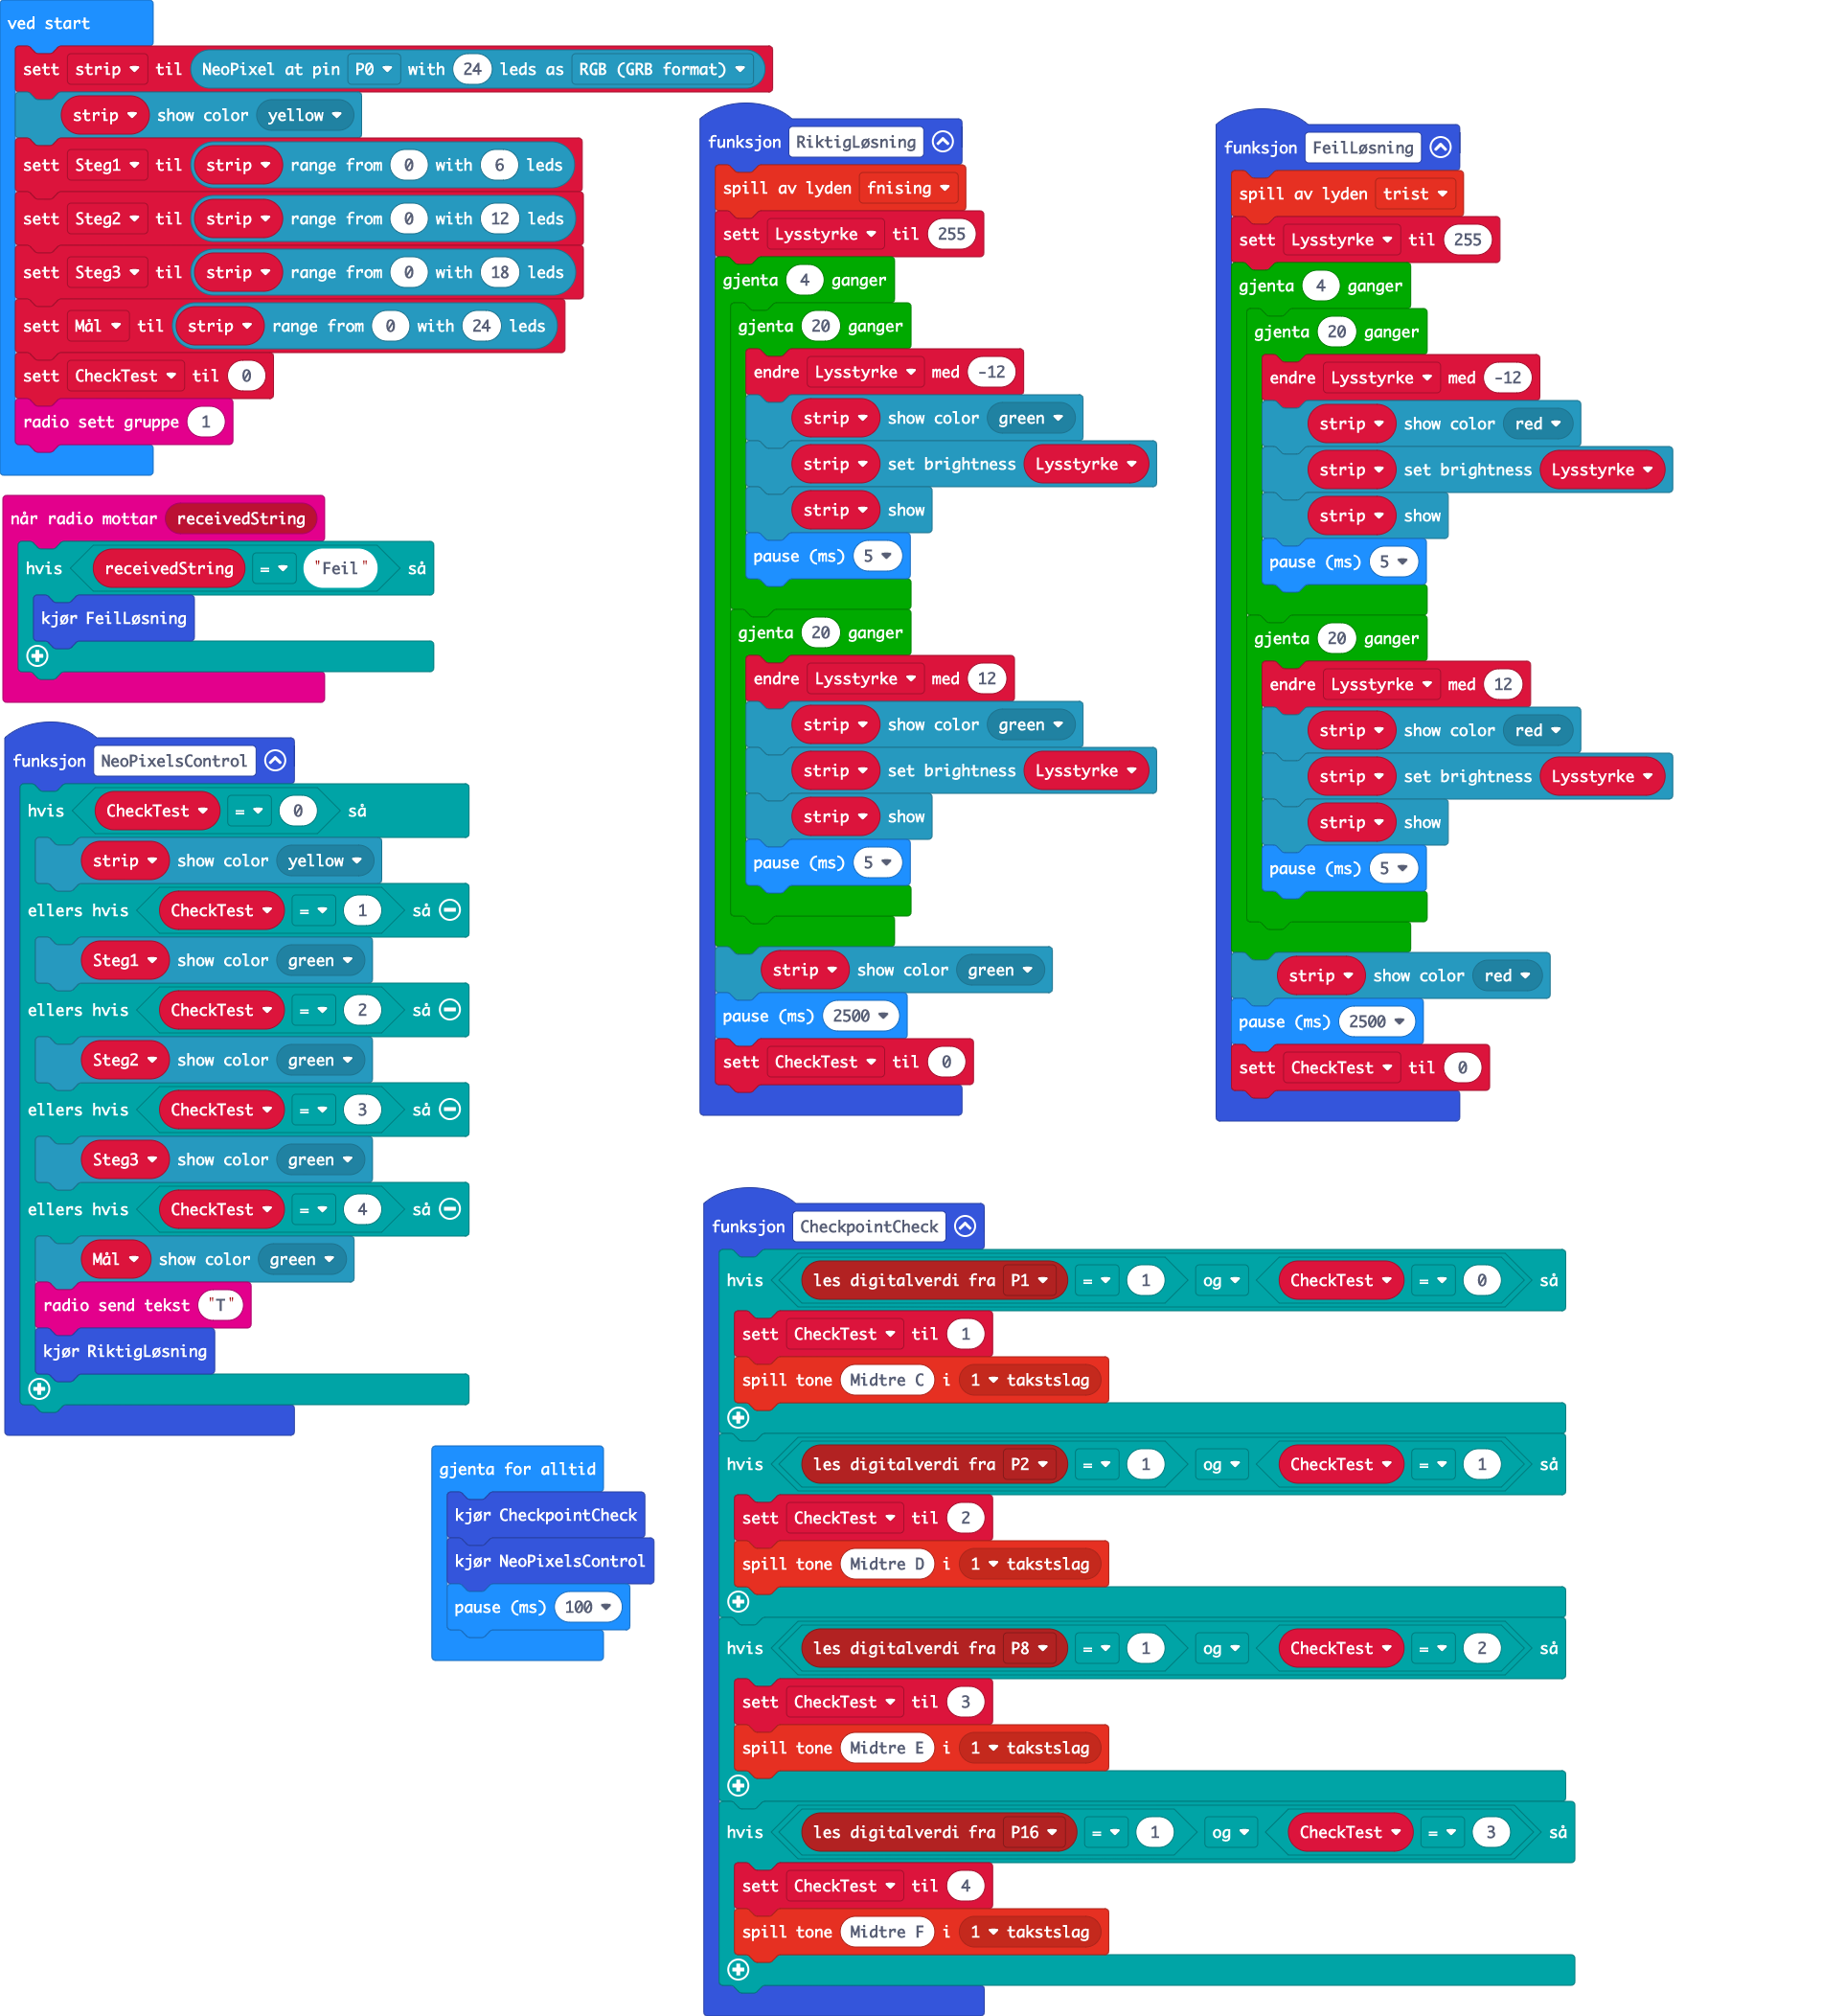 ved start
sett strip til NeoPixel at pin P0 with 24 leds as RGB (GRB format)
strip show color yellow
sett Steg1 til strip range from 0 with 6 leds
sett Steg2 til strip range from 0 with 12 leds
sett Steg3 til strip range from 0 with 18 leds
sett Mål til strip range from 0 with 24 leds
sett CheckTest til 0
radio sett gruppe 1
når radio mottar receivedString
hvis receivedString = "Feil" så
kjør FeilLøsning
funksjon NeoPixelsControl
hvis CheckTest = 0 så
strip show color yellow
ellers hvis CheckTest = 1 så
Steg1 show color green
ellers hvis CheckTest = 2 så
Steg2 show color green
ellers hvis CheckTest = 3 så
Steg3 show color green
ellers hvis CheckTest = 4 så
Mål show color green
radio send tekst "T"
kjør RiktigLøsning
gjenta for alltid
kjør CheckpointCheck
kjør NeoPixelsControl
pause (ms) 100
funksjon RiktigLøsning
spill av lyden fnising
sett Lysstyrke til 255
gjenta 4 ganger
gjenta 20 ganger
endre Lysstyrke med -12
strip show color green
strip set brightness Lysstyrke
strip show
pause (ms) 5
gjenta 20 ganger
endre Lysstyrke med 12
strip show color green
strip set brightness Lysstyrke
strip show
pause (ms) 5
strip show color green
pause (ms) 2500
sett CheckTest til 0
funksjon FeilLøsning
spill av lyden trist
sett Lysstyrke til 255
gjenta 4 ganger
gjenta 20 ganger
endre Lysstyrke med -12
strip show color red
strip set brightness Lysstyrke
strip show
pause (ms) 5
gjenta 20 ganger
endre Lysstyrke med 12
strip show color red
strip set brightness Lysstyrke
strip show
pause (ms) 5
strip show color red
pause (ms) 2500
sett CheckTest til 0
funksjon CheckpointCheck
hvis les digitalverdi fra P1 = 1 og CheckTest = 0 så
sett CheckTest til 1
spill tone Midtre C i 1 takstslag
hvis les digitalverdi fra P2 = 1 og CheckTest = 1 så
sett CheckTest til 2
spill tone Midtre D i 1 takstslag
hvis les digitalverdi fra P8 = 1 og CheckTest = 2 så
sett CheckTest til 3
spill tone Midtre E i 1 takstslag
hvis les digitalverdi fra P16 = 1 og CheckTest = 3 så
sett CheckTest til 4
spill tone Midtre F i 1 takstslag